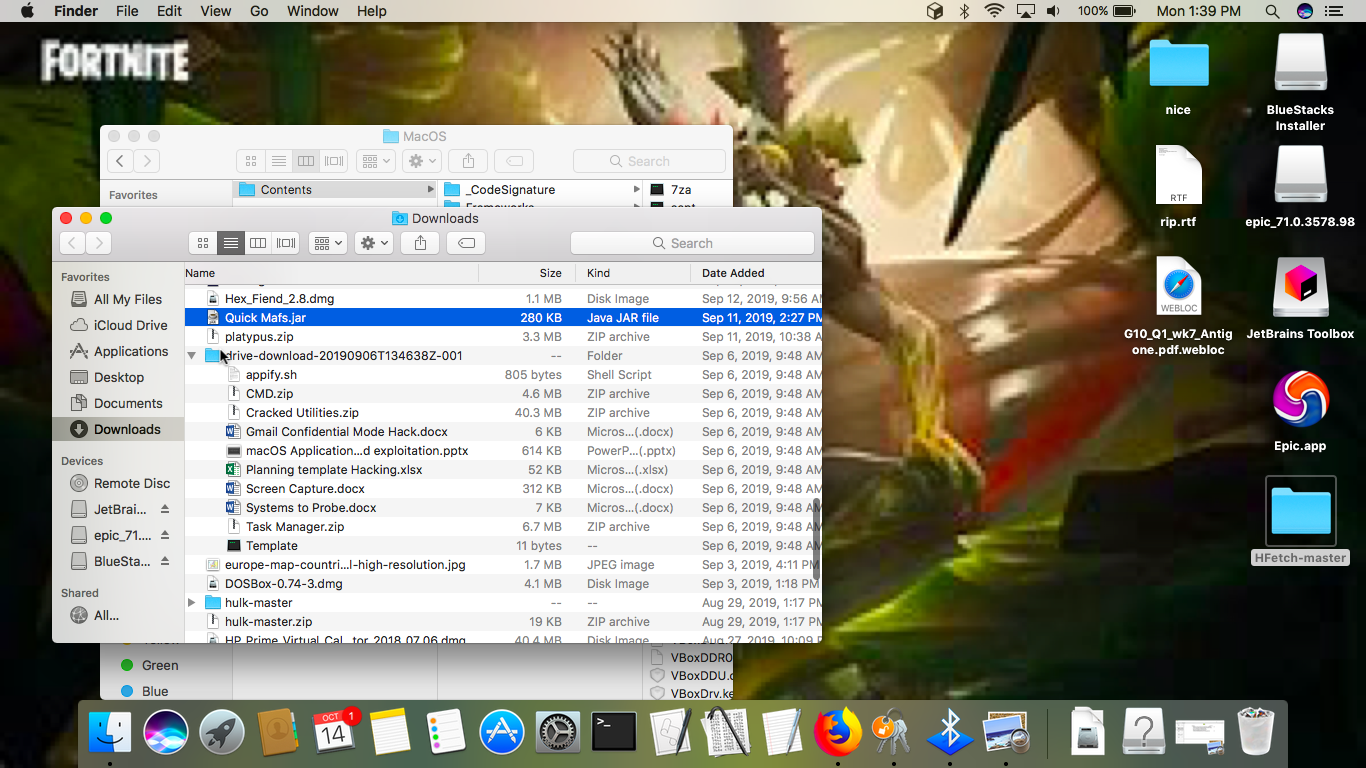 Finder File Edit View Go Window Help 100% Mon 1:39 PM
FORTNITE
nice
BlueStacks
Installer
RTF
rip.rtf
epic_71.0.3578.98
WEBLOC
G10_Q1_wk7_Antig
one.pdf.webloc
JetBrains Toolbox
Epic.app
HFetch-master
MacOS
Search
Favorites
Contents
_CodeSignature
7za
Downloads
Search
Favorites
All My Files
iCloud Drive
Applications
Desktop
Documents
Downloads
Devices
Remote Disc
JetBrai...
epic_71....
BlueSta...
Shared
All...
Name Size Kind Date Added
Hex_Fiend_2.8.dmg 1.1 MB Disk Image Sep 12, 2019, 9:56 AM
Quick Mafs.jar 280 KB Java JAR file Sep 11, 2019, 2:27 PM
platypus.zip 3.3 MB ZIP archive Sep 11, 2019, 10:38 A
drive-download-20190906T134638Z-001 -- Folder Sep 6, 2019, 9:48 AM
appify.sh 805 bytes Shell Script Sep 6, 2019, 9:48 AM
CMD.zip 4.6 MB ZIP archive Sep 6, 2019, 9:48 AM
Cracked Utilities.zip 40.3 MB ZIP archive Sep 6, 2019, 9:48 AM
Gmail Confidential Mode Hack.docx 6 KB Micros...(.docx) Sep 6, 2019, 9:48 AM
macOS Application...d exploitation.pptx 614 KB PowerP...(.pptx) Sep 6, 2019, 9:48 AM
Planning template Hacking.xlsx 52 KB Micros...(.xlsx) Sep 6, 2019, 9:48 AM
Screen Capture.docx 312 KB Micros...(.docx) Sep 6, 2019, 9:48 AM
Systems to Probe.docx 7 KB Micros...(.docx) Sep 6, 2019, 9:48 AM
Task Manager.zip 6.7 MB ZIP archive Sep 6, 2019, 9:48 AM
Template 11 bytes -- Sep 6, 2019, 9:48 AM
europe-map-countri...l-high-resolution.jpg 1.7 MB JPEG image Sep 3, 2019, 4:11 PM
DOSBox-0.74-3.dmg 4.1 MB Disk Image Sep 3, 2019, 1:18 PM
hulk-master -- -- Aug 29, 2019, 1:17 PM
hulk-master.zip 19 KB ZIP archive Aug 29, 2019, 1:17 PM
HP_Prime_Virtual_Cal...tor_2018_07_06.dmg 40.4 MB Disk Image Aug 27, 2019, 10:09
Green
Blue
VBoxDDR0
VBoxDDU.
VBoxDrv.ke
OCT
14
1